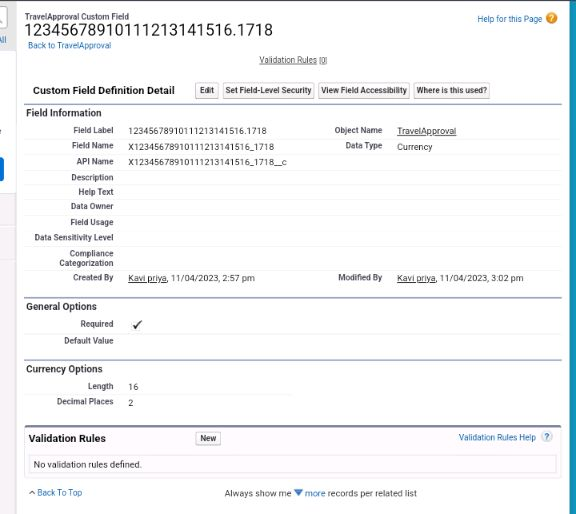 All
TravelApproval Custom Field
12345678910111213141516.1718
Help for this Page ?
Back to TravelApproval
Validation Rules [0]
Custom Field Definition Detail Edit Set Field-Level Security View Field Accessibility Where is this used?
Field Information
Field Label 12345678910111213141516.1718 Object Name TravelApproval
Field Name X12345678910111213141516_1718 Data Type Currency
API Name X12345678910111213141516_1718__c
Description
Help Text
Data Owner
Field Usage
Data Sensitivity Level
Compliance
Categorization
Created By Kavi priya, 11/04/2023, 2:57 pm Modified By Kavi priya, 11/04/2023, 3:02 pm
General Options
Required ✓
Default Value
Currency Options
Length 16
Decimal Places 2
Validation Rules New Validation Rules Help ?
No validation rules defined.
^ Back To Top Always show me ▼ more records per related list